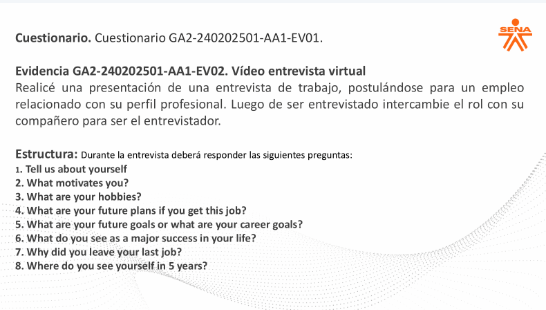 SENA
Cuestionario. Cuestionario GA2-240202501-AA1-EV01.
Evidencia GA2-240202501-AA1-EV02. Vídeo entrevista virtual
Realicé una presentación de una entrevista de trabajo, postulándose para un empleo
relacionado con su perfil profesional. Luego de ser entrevistado intercambie el rol con su
compañero para ser el entrevistador.
Estructura: Durante la entrevista deberá responder las siguientes preguntas:
1. Tell us about yourself
2. What motivates you?
3. What are your hobbies?
4. What are your future plans if you get this job?
5. What are your future goals or what are your career goals?
6. What do you see as a major success in your life?
7. Why did you leave your last job?
8. Where do you see yourself in 5 years?